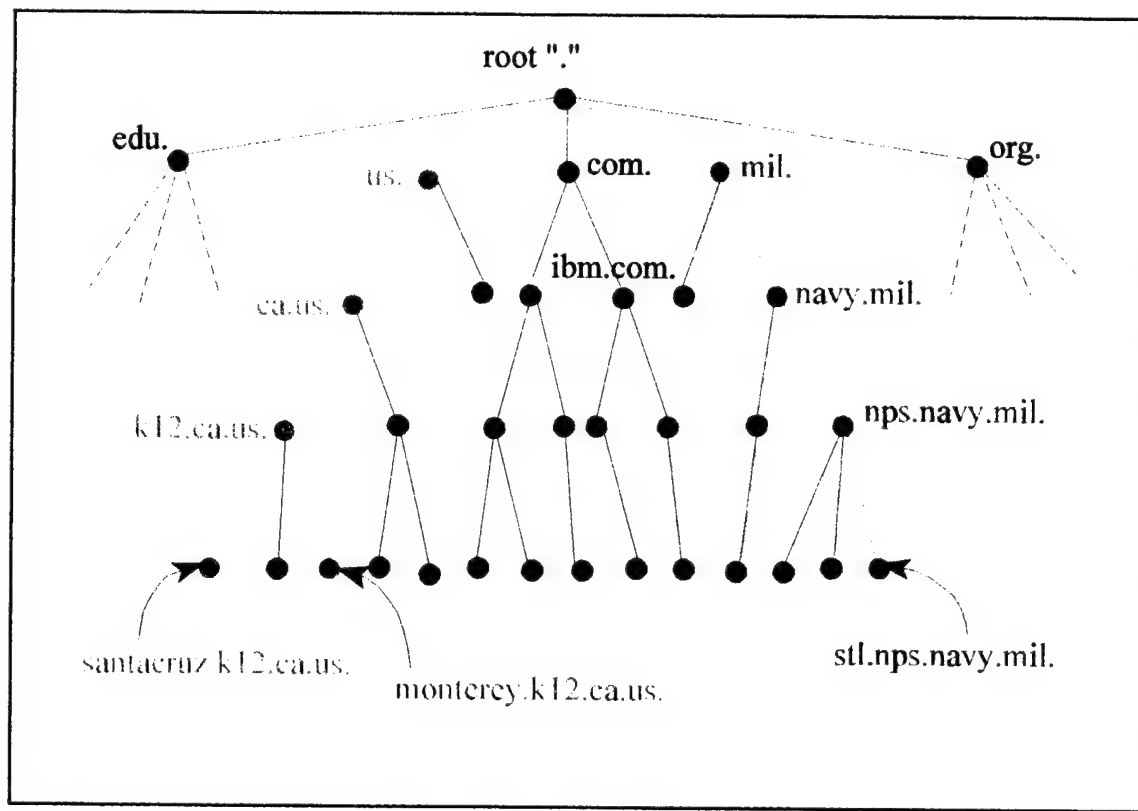 root "."
edu.
us.
com.
mil.
org.
ibm.com.
ca.us.
navy.mil.
k12.ca.us.
nps.navy.mil.
santacruz.k12.ca.us.
monterey.k12.ca.us.
stl.nps.navy.mil.